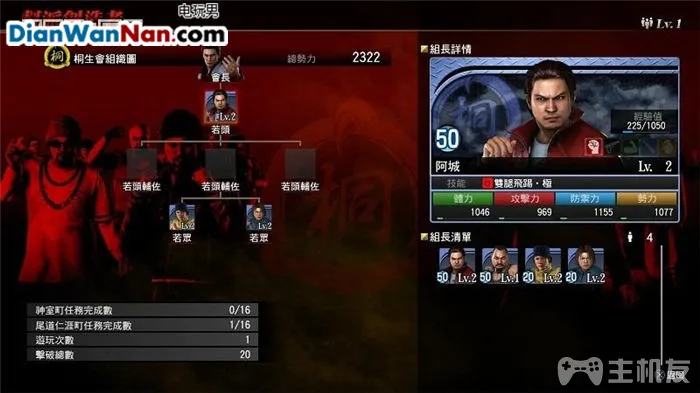 电玩男
DianWanNan.Com
Lv. 1
桐生會組織圖
總勢力 2322
會長
Lv.2
若頭
若頭輔佐 若頭輔佐 若頭輔佐
Lv.2 Lv.2
若眾 若眾
神室町任務完成數 0/16
尾道仁涯町任務完成數 1/16
遊玩次數 1
擊破總數 20
組長詳情
桐
經驗值
225/1050
50
阿城 Lv. 2
技能 雙腿飛踢・極
體力 攻擊力 防禦力 勢力
1046 969 1155 1077
組長清單 4
50 Lv.2 50 Lv.1 20 Lv.2 20 Lv.2
主机友